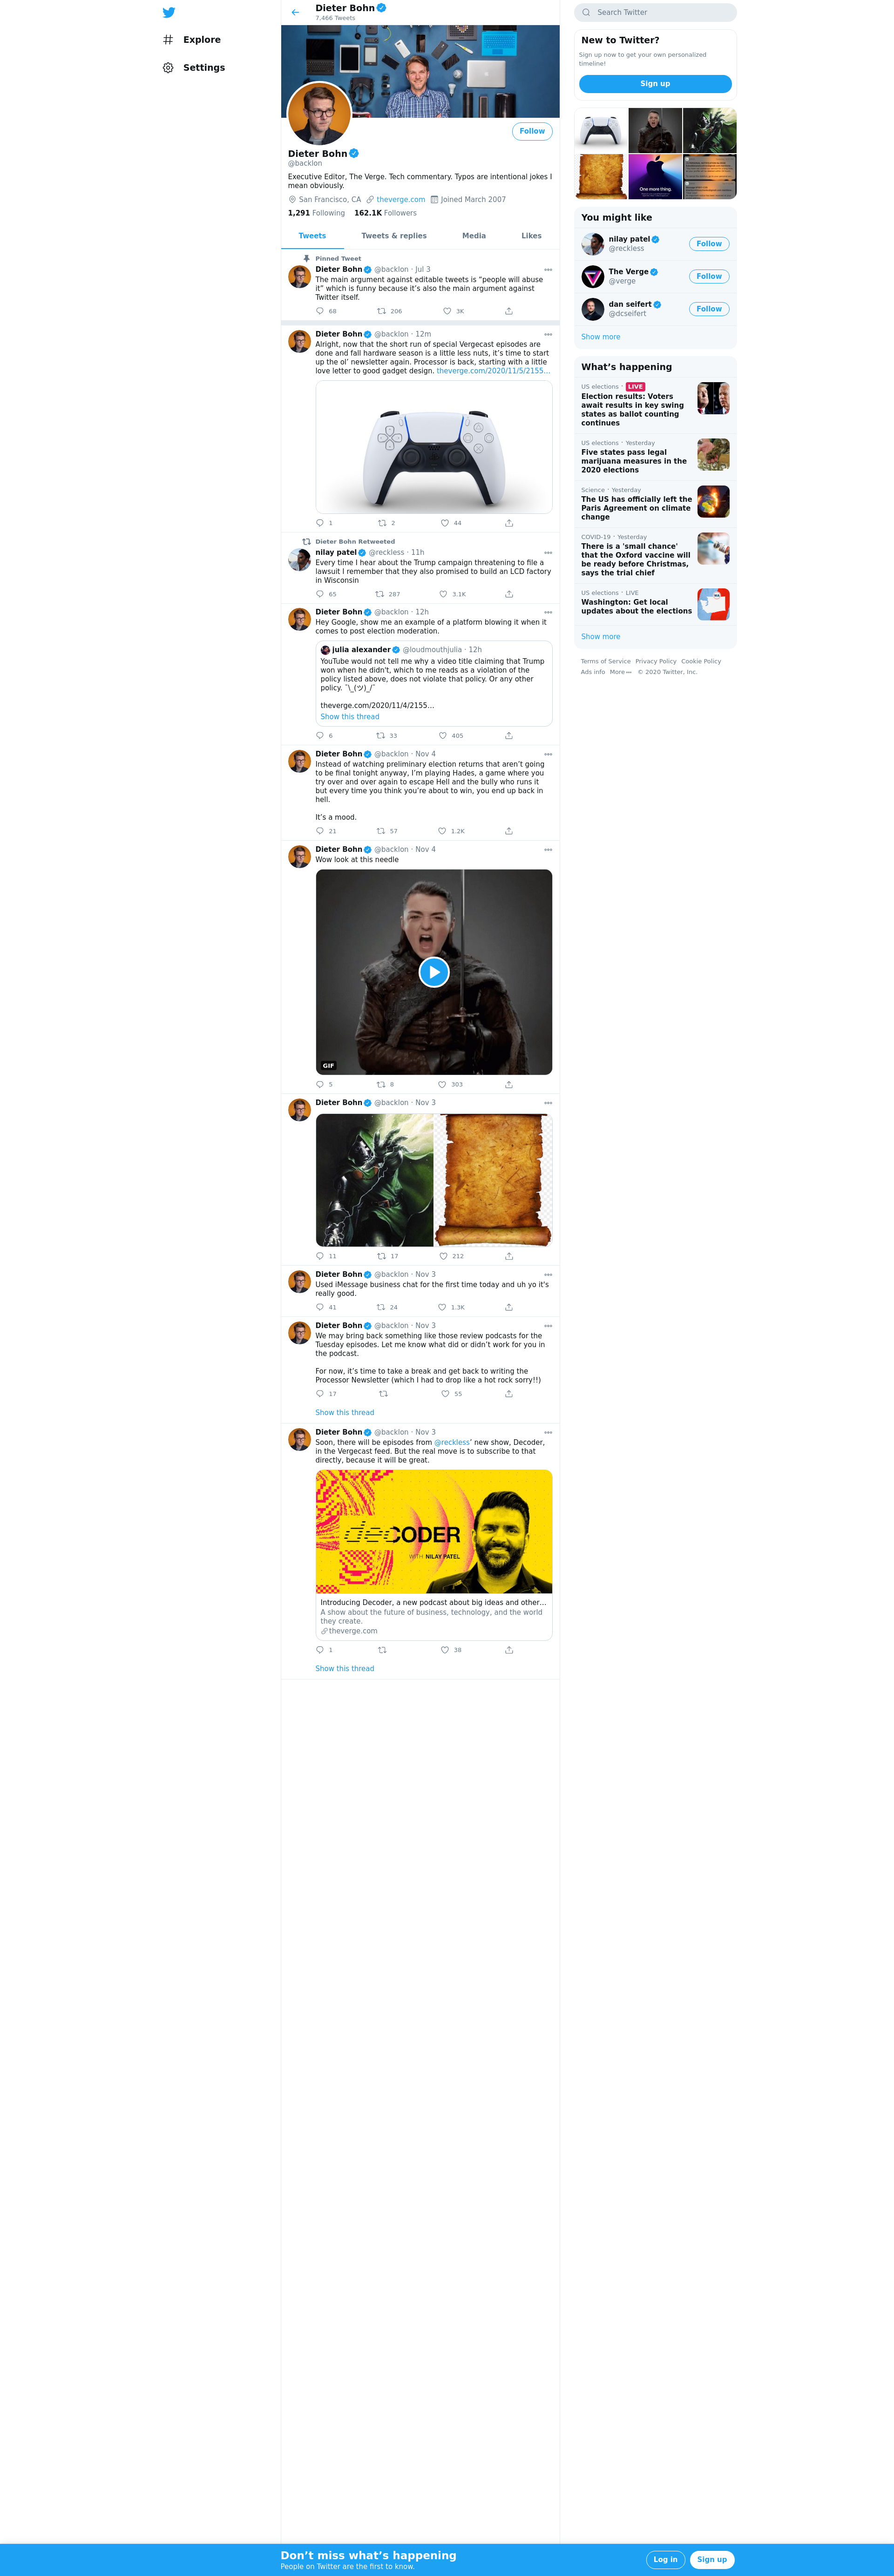 Explore
Settings
Dieter Bohn
7,466 Tweets
Follow
Dieter Bohn
@backlon
Executive Editor, The Verge. Tech commentary. Typos are intentional jokes I
mean obviously.
San Francisco, CA theverge.com Joined March 2007
1,291 Following 162.1K Followers
Tweets Tweets & replies Media Likes
Pinned Tweet
Dieter Bohn @backlon · Jul 3
The main argument against editable tweets is “people will abuse
it” which is funny because it’s also the main argument against
Twitter itself.
68 206 3K
Dieter Bohn @backlon · 12m
Alright, now that the short run of special Vergecast episodes are
done and fall hardware season is a little less nuts, it’s time to start
up the ol’ newsletter again. Processor is back, starting with a little
love letter to good gadget design. theverge.com/2020/11/5/2155…
1 2 44
Dieter Bohn Retweeted
nilay patel @reckless · 11h
Every time I hear about the Trump campaign threatening to file a
lawsuit I remember that they also promised to build an LCD factory
in Wisconsin
65 287 3.1K
Dieter Bohn @backlon · 12h
Hey Google, show me an example of a platform blowing it when it
comes to post election moderation.
julia alexander @loudmouthjulia · 12h
YouTube would not tell me why a video title claiming that Trump
won when he didn't, which to me reads as a violation of the
policy listed above, does not violate that policy. Or any other
policy. ¯\_(ツ)_/¯
theverge.com/2020/11/4/2155…
Show this thread
6 33 405
Dieter Bohn @backlon · Nov 4
Instead of watching preliminary election returns that aren’t going
to be final tonight anyway, I’m playing Hades, a game where you
try over and over again to escape Hell and the bully who runs it
but every time you think you’re about to win, you end up back in
hell.
It’s a mood.
21 57 1.2K
Dieter Bohn @backlon · Nov 4
Wow look at this needle
GIF
5 8 303
Dieter Bohn @backlon · Nov 3
11 17 212
Dieter Bohn @backlon · Nov 3
Used iMessage business chat for the first time today and uh yo it's
really good.
41 24 1.3K
Dieter Bohn @backlon · Nov 3
We may bring back something like those review podcasts for the
Tuesday episodes. Let me know what did or didn’t work for you in
the podcast.
For now, it’s time to take a break and get back to writing the
Processor Newsletter (which I had to drop like a hot rock sorry!!)
17 55
Show this thread
Dieter Bohn @backlon · Nov 3
Soon, there will be episodes from @reckless’ new show, Decoder,
in the Vergecast feed. But the real move is to subscribe to that
directly, because it will be great.
decODER
WITH NILAY PATEL
Introducing Decoder, a new podcast about big ideas and other…
A show about the future of business, technology, and the world
they create.
theverge.com
1 38
Show this thread
Search Twitter
New to Twitter?
Sign up now to get your own personalized
timeline!
Sign up
One more thing.
You might like
nilay patel
@reckless
Follow
The Verge
@verge
Follow
dan seifert
@dcseifert
Follow
Show more
What’s happening
US elections · LIVE
Election results: Voters
await results in key swing
states as ballot counting
continues
US elections · Yesterday
Five states pass legal
marijuana measures in the
2020 elections
Science · Yesterday
The US has officially left the
Paris Agreement on climate
change
COVID-19 · Yesterday
There is a 'small chance'
that the Oxford vaccine will
be ready before Christmas,
says the trial chief
US elections · LIVE
Washington: Get local
updates about the elections
Show more
Terms of Service Privacy Policy Cookie Policy
Ads info More © 2020 Twitter, Inc.
Don’t miss what’s happening
People on Twitter are the first to know.
Log in Sign up